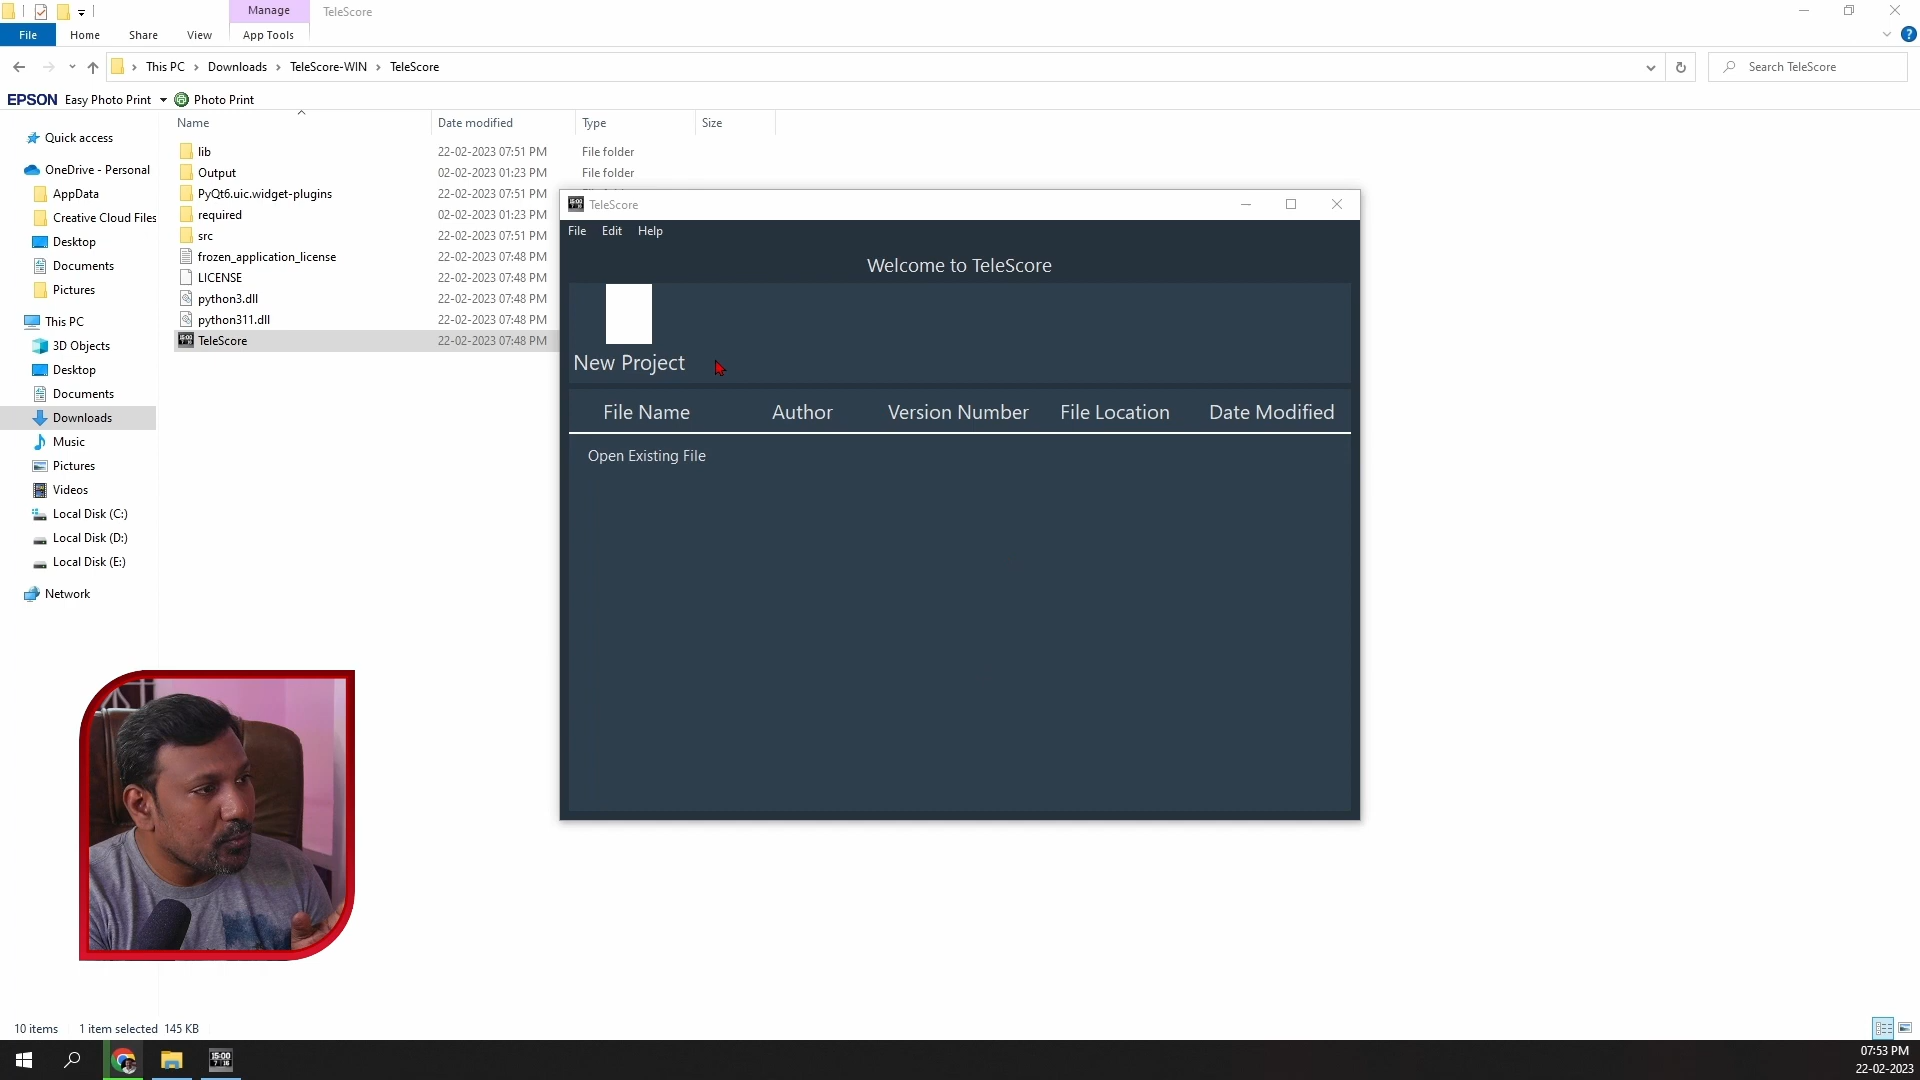 Manage TeleScore
File Home Share View App Tools
This PC Downloads TeleScore-WIN TeleScore
Search TeleScore
EPSON Easy Photo Print Photo Print
Name Date modified Type Size
Quick access
OneDrive - Personal
AppData
Creative Cloud Files
Desktop
Documents
Pictures
This PC
3D Objects
Desktop
Documents
Downloads
Music
Pictures
Videos
Local Disk (C:)
Local Disk (D:)
Local Disk (E:)
Network
lib 22-02-2023 07:51 PM File folder
Output 02-02-2023 01:23 PM File folder
PyQt6.uic.widget-plugins 22-02-2023 07:51 PM
required 02-02-2023 01:23 PM
src 22-02-2023 07:51 PM
frozen_application_license 22-02-2023 07:48 PM
LICENSE 22-02-2023 07:48 PM
python3.dll 22-02-2023 07:48 PM
python311.dll 22-02-2023 07:48 PM
TeleScore 22-02-2023 07:48 PM
TeleScore
File Edit Help
Welcome to TeleScore
New Project
File Name Author Version Number File Location Date Modified
Open Existing File
10 items 1 item selected 145 KB
15:00
07:53 PM
22-02-2023